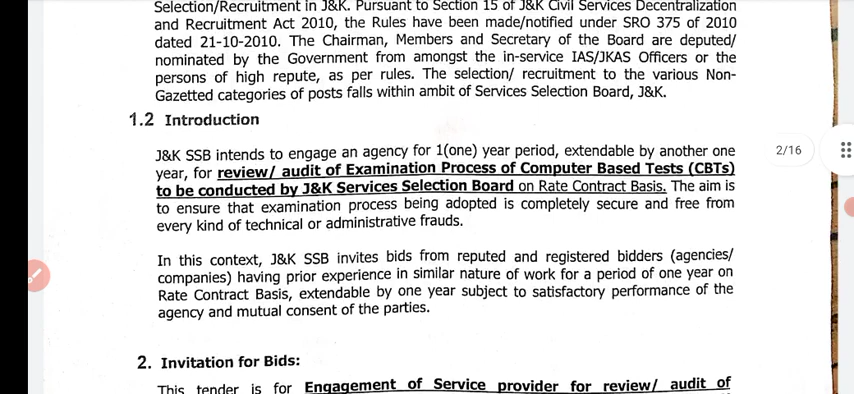 Selection/Recruitment in J&K. Pursuant to Section 15 of J&K Civil Services Decentralization
and Recruitment Act 2010, the Rules have been made/notified under SRO 375 of 2010
dated 21-10-2010. The Chairman, Members and Secretary of the Board are deputed/
nominated by the Government from amongst the in-service IAS/JKAS Officers or the
persons of high repute, as per rules. The selection/ recruitment to the various Non-
Gazetted categories of posts falls within ambit of Services Selection Board, J&K.
1.2 Introduction
J&K SSB intends to engage an agency for 1(one) year period, extendable by another one
year, for review/ audit of Examination Process of Computer Based Tests (CBTs)
to be conducted by J&K Services Selection Board on Rate Contract Basis. The aim is
to ensure that examination process being adopted is completely secure and free from
every kind of technical or administrative frauds.
2/16
In this context, J&K SSB invites bids from reputed and registered bidders (agencies/
companies) having prior experience in similar nature of work for a period of one year on
Rate Contract Basis, extendable by one year subject to satisfactory performance of the
agency and mutual consent of the parties.
2. Invitation for Bids:
This tender is for Engagement of Service provider for review/ audit of